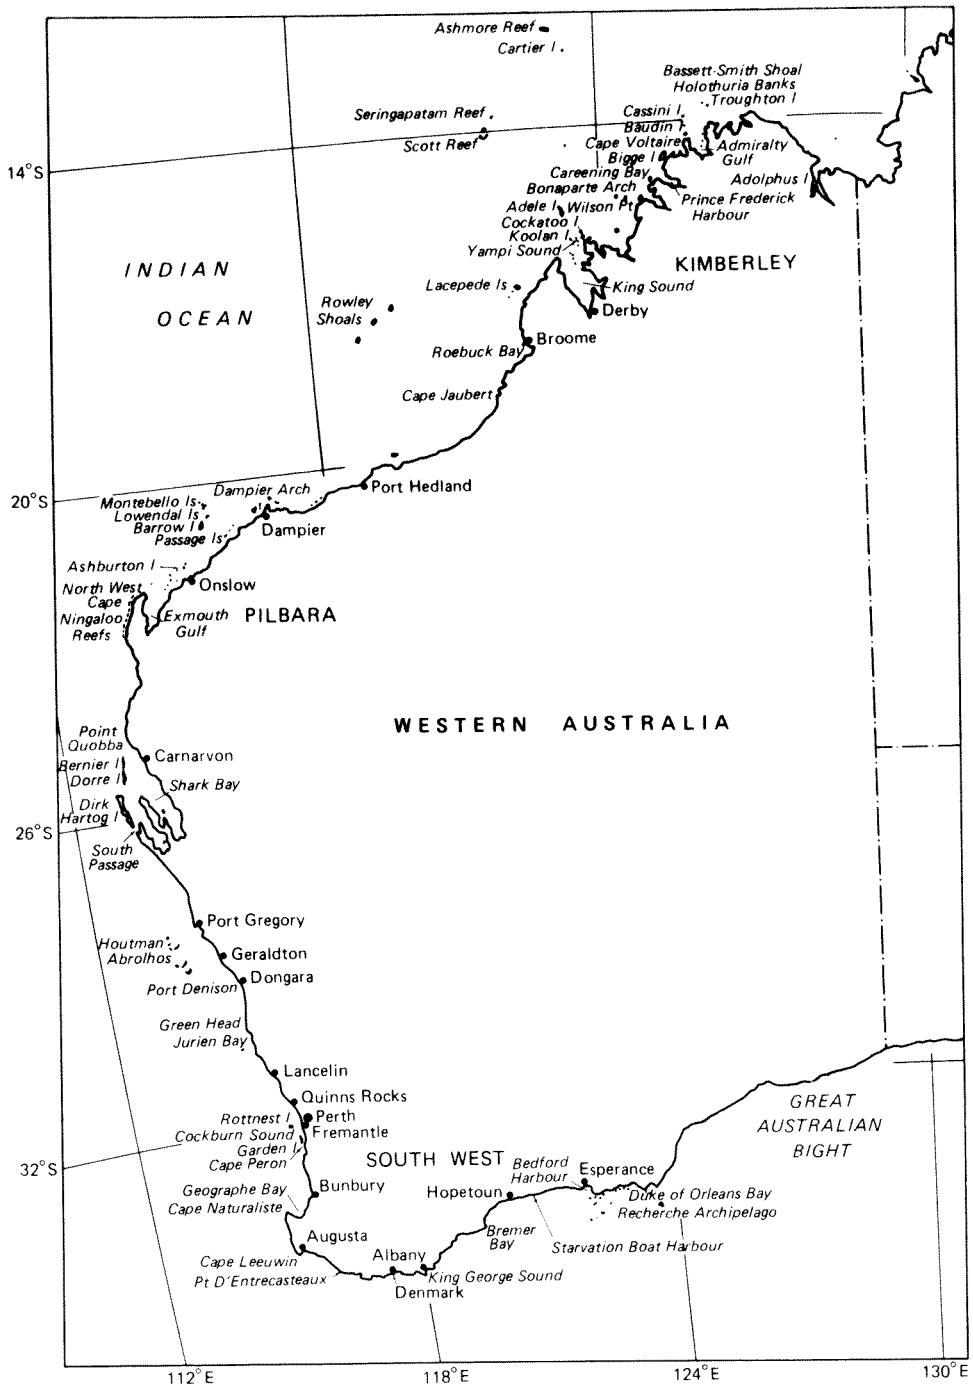 Ashmore Reef
Cartier I
Bassett-Smith Shoal
Holothuria Banks
Troughton I
Cassini I
Seringapatam Reef
Baudin I
Scott Reef
Cape Voltaire
Admiralty
Gulf
Bigge I
14°S
Careening Bay
Adolphus I
Bonaparte Arch
Prince Frederick
Harbour
Adele I
Wilson Pt
Cockatoo I
Koolan I
Yampi Sound
KIMBERLEY
INDIAN
OCEAN
Lacepede Is
King Sound
Rowley
Shoals
Derby
Broome
Roebuck Bay
Cape Jaubert
Port Hedland
20°S
Dampier Arch
Montebello Is
Lowendal Is
Barrow I
Dampier
Passage Is
Ashburton I
Onslow
North West
Cape
Ningaloo
Reefs
Exmouth
Gulf
PILBARA
WESTERN AUSTRALIA
Point
Quobba
Carnarvon
Bernier I
Dorre I
Shark Bay
Dirk
Hartog I
26°S
South
Passage
Port Gregory
Houtman
Abrolhos
Geraldton
Dongara
Port Denison
Green Head
Jurien Bay
Lancelin
Quinns Rocks
Rottnest I
Perth
Cockburn Sound
Fremantle
Garden I
Cape Peron
GREAT
AUSTRALIAN
BIGHT
32°S
SOUTH WEST
Bedford
Harbour
Esperance
Geographe Bay
Bunbury
Hopetoun
Duke of Orleans Bay
Cape Naturaliste
Recherche Archipelago
Augusta
Bremer
Bay
Starvation Boat Harbour
Cape Leeuwin
Albany
Pt D'Entrecasteaux
King George Sound
Denmark
112°E
118°E
124°E
130°E